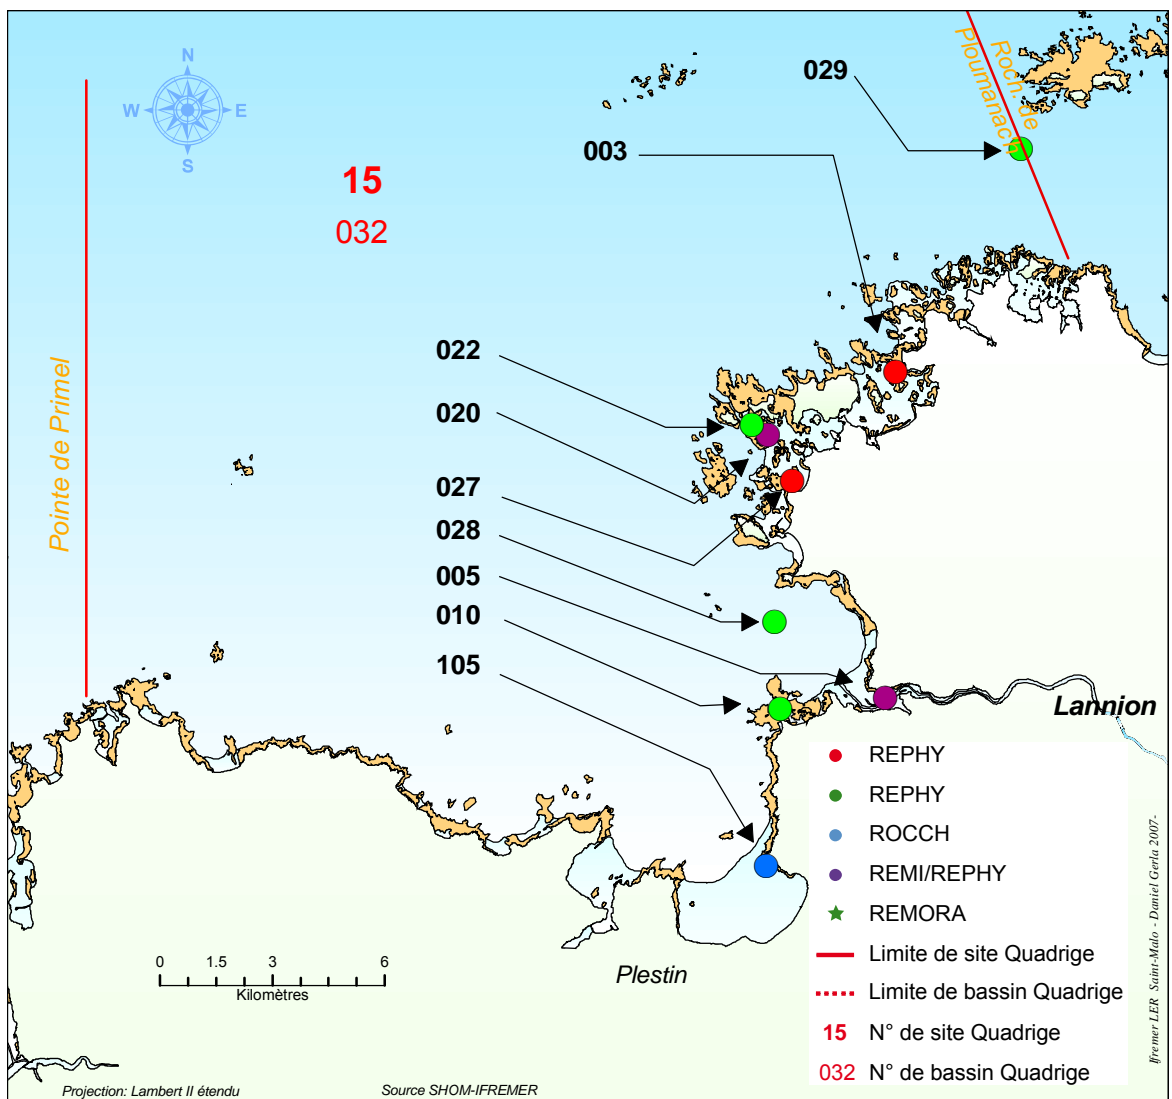 029
Roch. de
Ploumanac'h
N
W
E
S
003
15
032
Pointe de Primel
022
020
027
028
005
010
105
Lannion
REPHY
REPHY
ROCCH
REMI/REPHY
REMORA
Limite de site Quadrige
Limite de bassin Quadrige
15 N° de site Quadrige
032 N° de bassin Quadrige
0 1.5 3 6
Kilomètres
Plestin
Projection: Lambert II étendu
Source SHOM-IFREMER
Ifremer LER Saint-Malo - Daniel Gerla 2007-